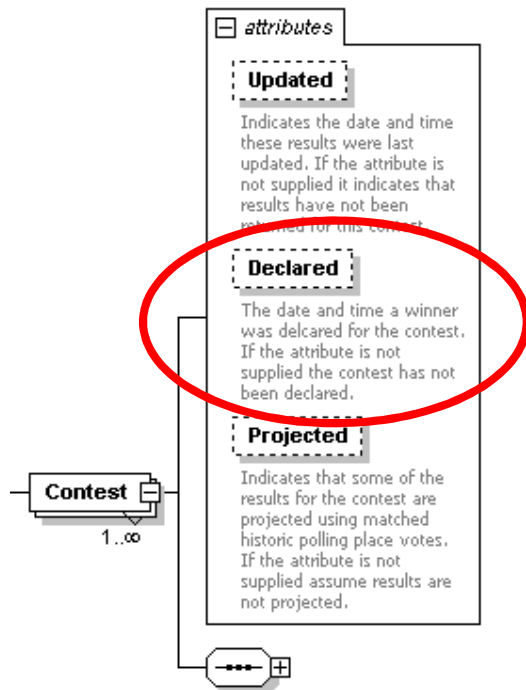 attributes
Updated
Indicates the date and time
these results were last
updated. If the attribute is
not supplied it indicates that
results have not been
returned for this contest.
Declared
The date and time a winner
was delcared for the contest.
If the attribute is not
supplied the contest has not
been declared.
Projected
Indicates that some of the
results for the contest are
projected using matched
historic polling place votes.
If the attribute is not
supplied assume results are
not projected.
Contest
1..∞